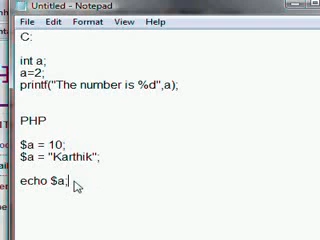 Untitled - Notepad
File Edit Format View Help
C:
int a;
a=2;
printf("The number is %d",a);
PHP
$a = 10;
$a = "Karthik";
echo $a;